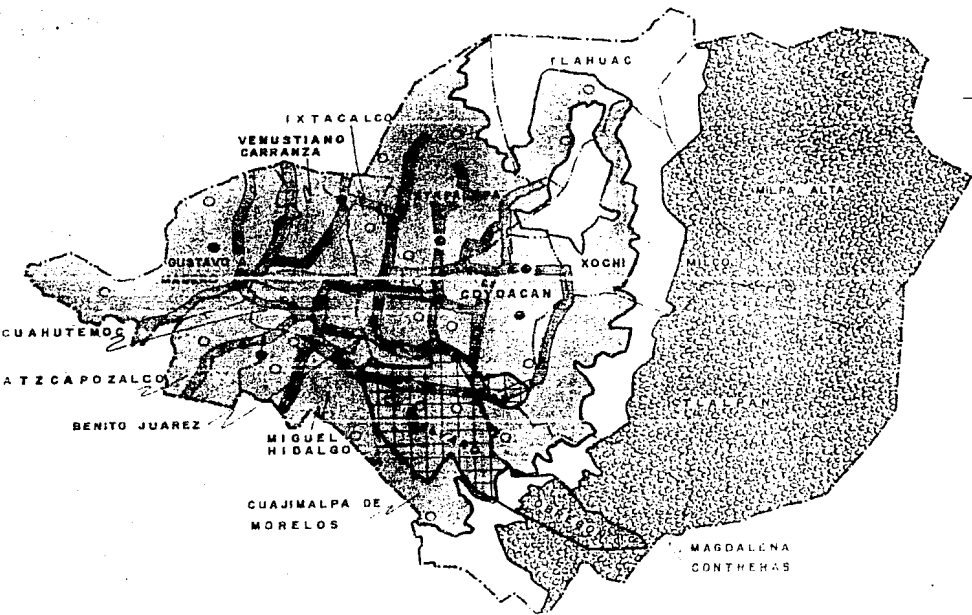 TLAHUAC
IXTACALCO
VENUSTIANO
CARRANZA
MILPA ALTA
GUSTAVO A.
XOCHI
MILCO
COYOACAN
CUAHUTEMOC
ATZCAPOZALCO
TLALPAN
BENITO JUAREZ
MIGUEL
HIDALGO
CUAJIMALPA DE
MORELOS
MAGDALENA
CONTRERAS